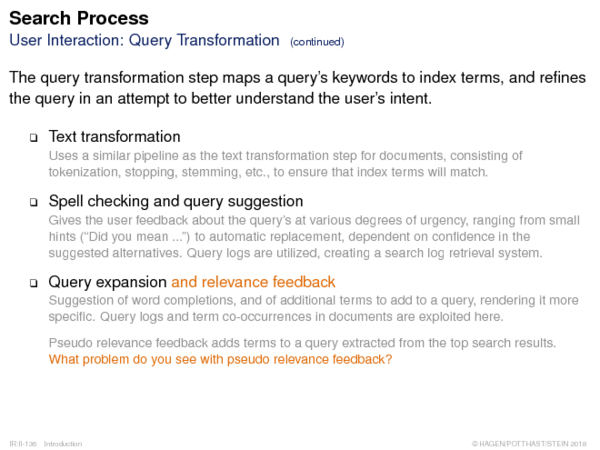 Search Process
User Interaction: Query Transformation (continued)
The query transformation step maps a query's keywords to index terms, and refines
the query in an attempt to better understand the user's intent.
❑ Text transformation
Uses a similar pipeline as the text transformation step for documents, consisting of
tokenization, stopping, stemming, etc., to ensure that index terms will match.
❑ Spell checking and query suggestion
Gives the user feedback about the query's at various degrees of urgency, ranging from small
hints (“Did you mean ...”) to automatic replacement, dependent on confidence in the
suggested alternatives. Query logs are utilized, creating a search log retrieval system.
❑ Query expansion and relevance feedback
Suggestion of word completions, and of additional terms to add to a query, rendering it more
specific. Query logs and term co-occurrences in documents are exploited here.
Pseudo relevance feedback adds terms to a query extracted from the top search results.
What problem do you see with pseudo relevance feedback?
IR:II-136 Introduction
© HAGEN/POTTHAST/STEIN 2018